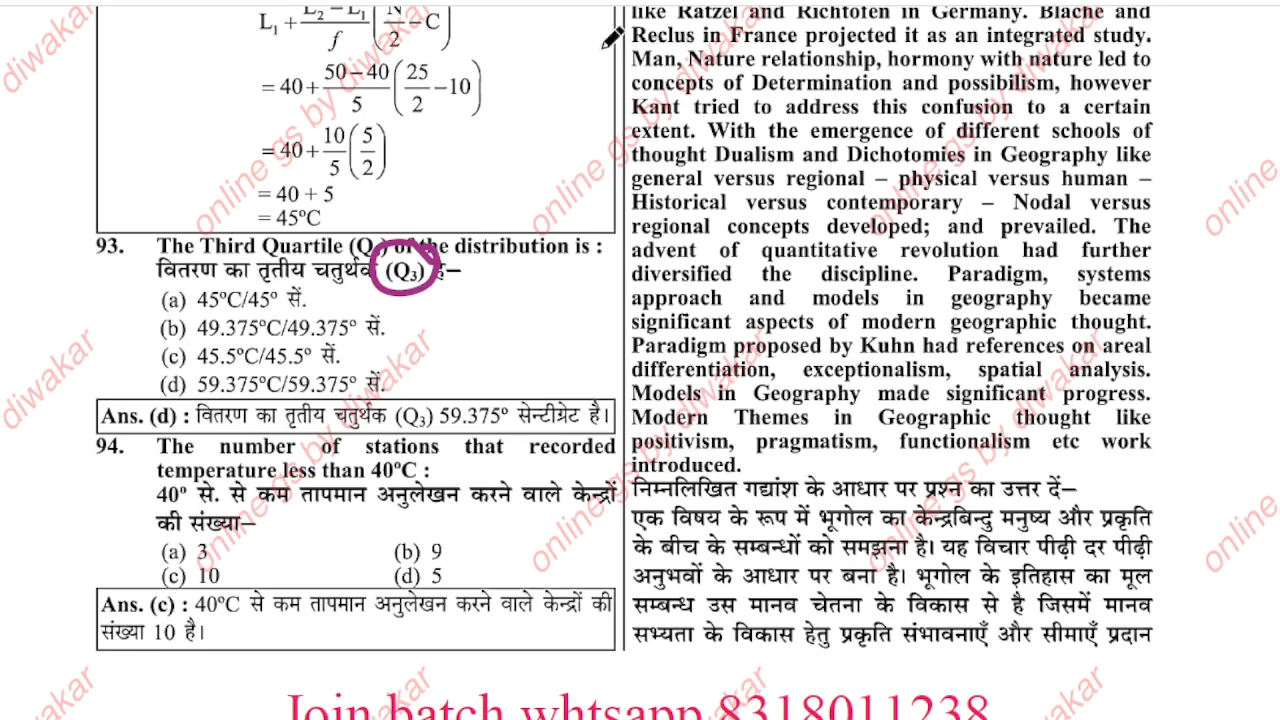 L₁ + L₂ – L₁ / f (N/2 – C)
= 40 + 50 – 40 / 5 (25/2 – 10)
= 40 + 10/5 (5/2)
= 40 + 5
= 45ºC
93. The Third Quartile (Q₃) of the distribution is :
वितरण का तृतीय चतुर्थक (Q₃) है–
(a) 45ºC/45º सें.
(b) 49.375ºC/49.375º सें.
(c) 45.5ºC/45.5º सें.
(d) 59.375ºC/59.375º सें.
Ans. (d) : वितरण का तृतीय चतुर्थक (Q₃) 59.375º सेन्टीग्रेट है।
94. The number of stations that recorded
temperature less than 40ºC :
40º से. से कम तापमान अनुलेखन करने वाले केन्द्रों
की संख्या–
(a) 3 (b) 9
(c) 10 (d) 5
Ans. (c) : 40ºC से कम तापमान अनुलेखन करने वाले केन्द्रों की
संख्या 10 है।
like Ratzel and Richtofen in Germany. Blache and
Reclus in France projected it as an integrated study.
Man, Nature relationship, hormony with nature led to
concepts of Determination and possibilism, however
Kant tried to address this confusion to a certain
extent. With the emergence of different schools of
thought Dualism and Dichotomies in Geography like
general versus regional – physical versus human –
Historical versus contemporary – Nodal versus
regional concepts developed; and prevailed. The
advent of quantitative revolution had further
diversified the discipline. Paradigm, systems
approach and models in geography became
significant aspects of modern geographic thought.
Paradigm proposed by Kuhn had references on areal
differentiation, exceptionalism, spatial analysis.
Models in Geography made significant progress.
Modern Themes in Geographic thought like
positivism, pragmatism, functionalism etc work
introduced.
निम्नलिखित गद्यांश के आधार पर प्रश्न का उत्तर दें–
एक विषय के रूप में भूगोल का केन्द्रबिन्दु मनुष्य और प्रकृति
के बीच के सम्बन्धों को समझना है। यह विचार पीढ़ी दर पीढ़ी
अनुभवों के आधार पर बना है। भूगोल के इतिहास का मूल
सम्बन्ध उस मानव चेतना के विकास से है जिसमें मानव
सभ्यता के विकास हेतु प्रकृति संभावनाएँ और सीमाएँ प्रदान
Join batch whtsapp 8318011238
online gs by diwakar